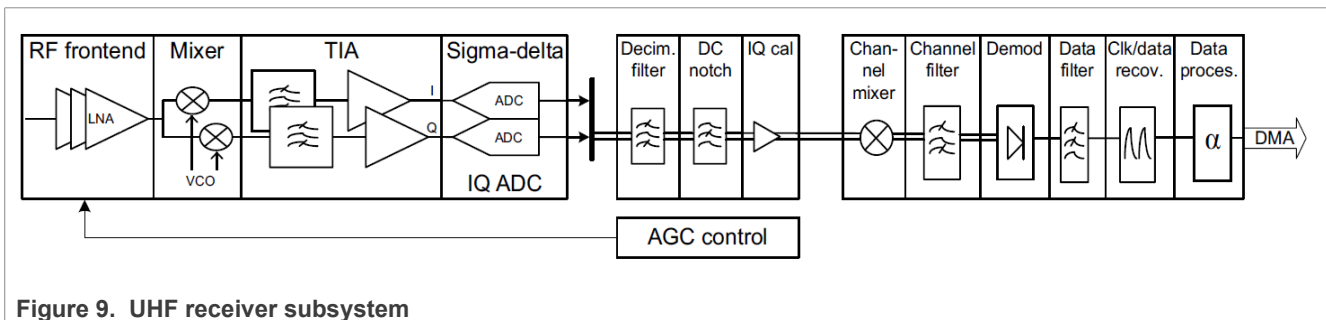 RF frontend
Mixer
TIA
Sigma-delta
Decim.
filter
DC
notch
IQ cal
Chan-
nel
mixer
Channel
filter
Demod
Data
filter
Clk/data
recov.
Data
proces.
LNA
VCO
I
Q
ADC
ADC
IQ ADC
α
DMA
AGC control
Figure 9. UHF receiver subsystem